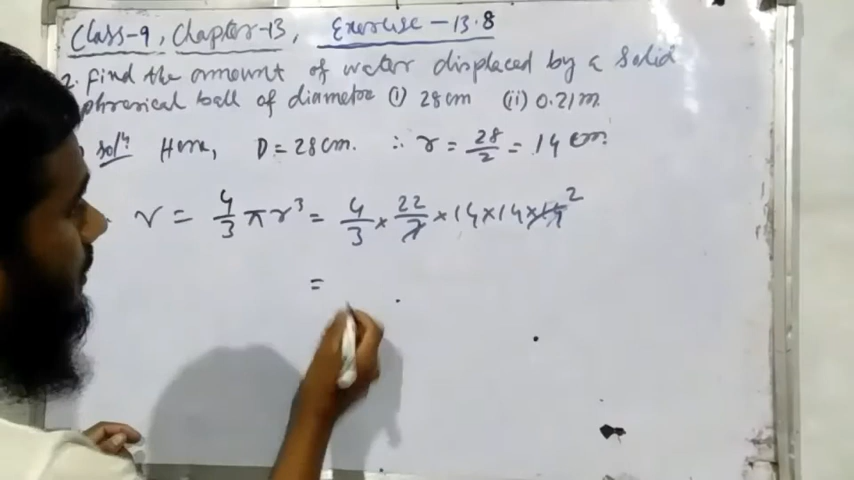 Class-9, Chapter-13, Exercise-13.8
2. Find the amount of water displaced by a solid
spherical ball of diameter (i) 28cm (ii) 0.21m.
Soln Here, D = 28cm. ∴ r = 28/2 = 14 cm
V = 4/3 πr³ = 4/3 × 22/7 × 14 × 14 × 14 2
=